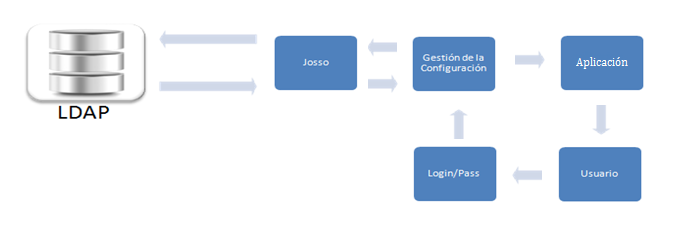 LDAP
Josso
Gestión de la
Configuración
Aplicación
Login/Pass
Usuario